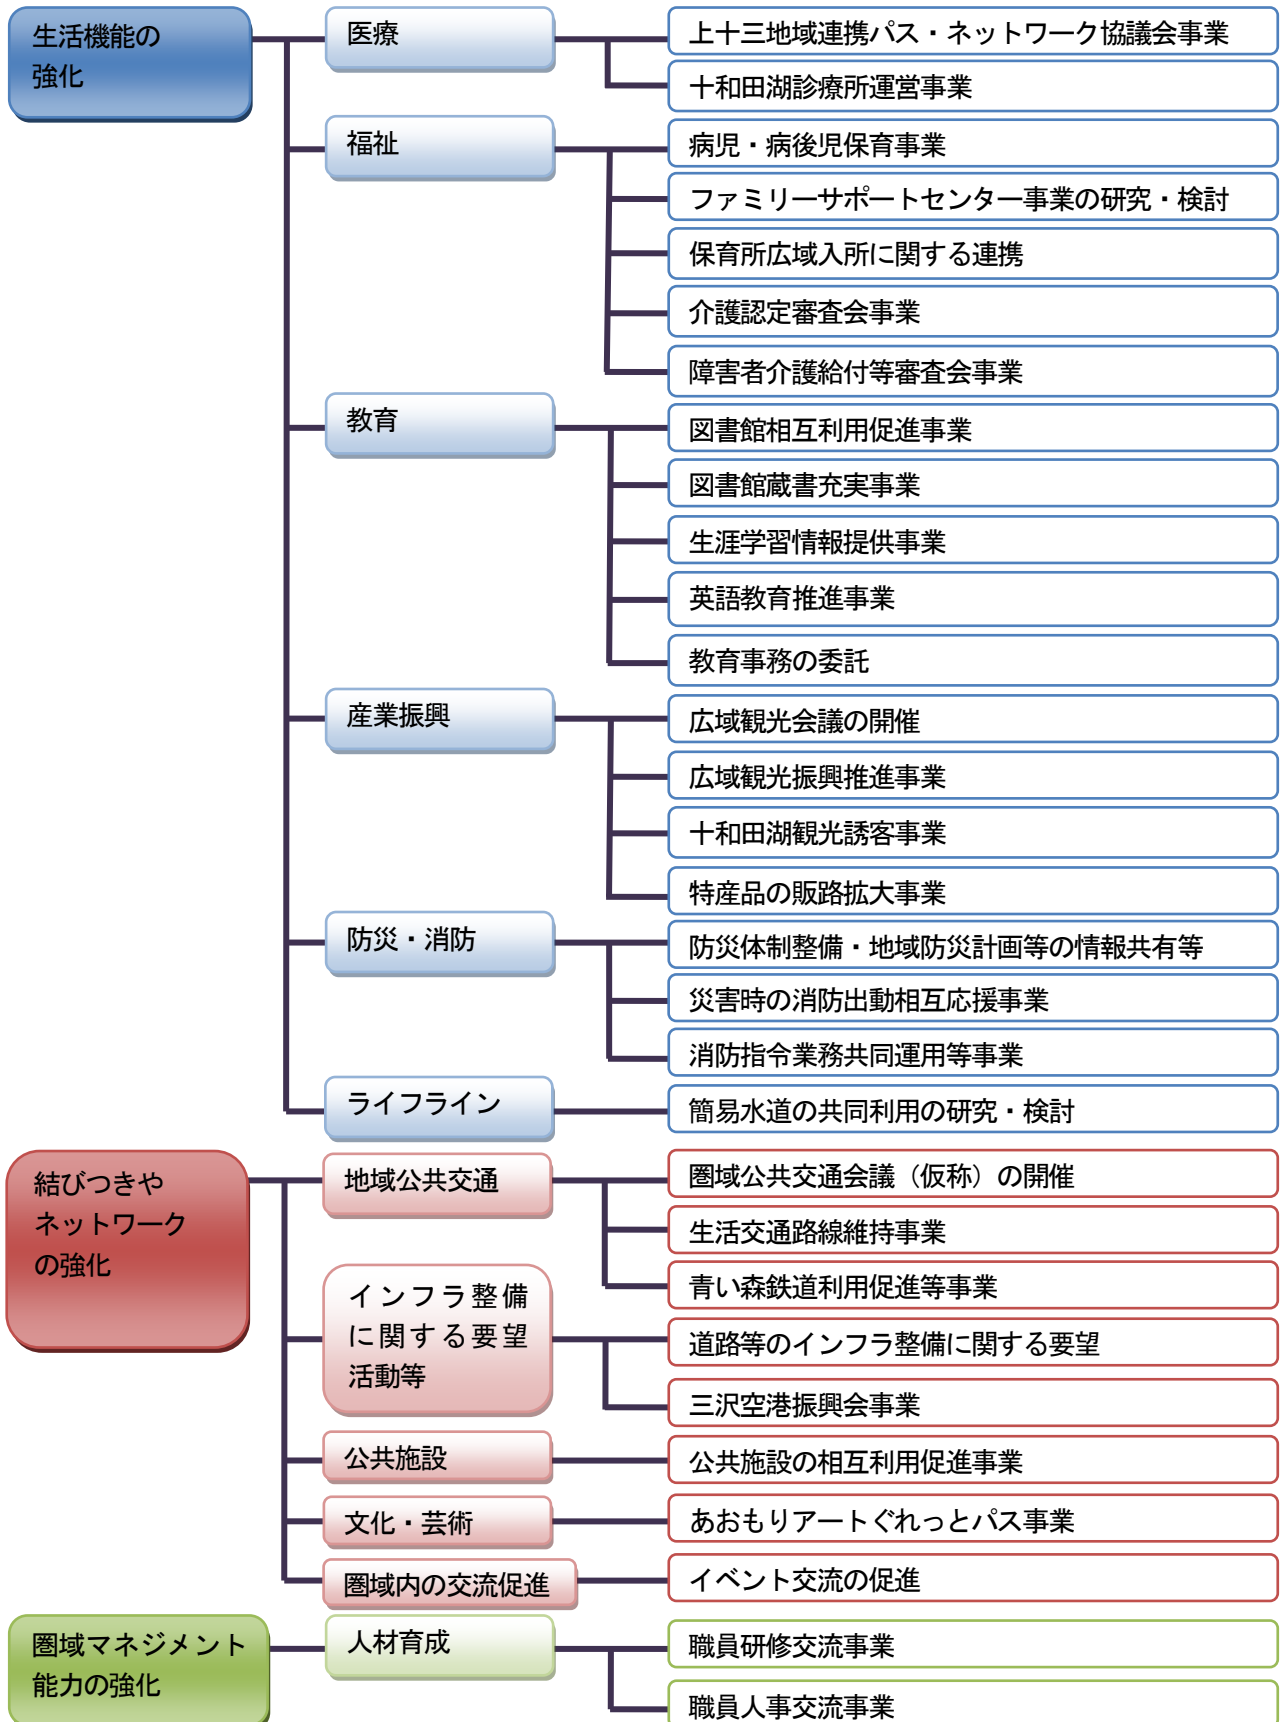 生活機能の
強化
医療
上十三地域連携パス・ネットワーク協議会事業
十和田湖診療所運営事業
福祉
病児・病後児保育事業
ファミリーサポートセンター事業の研究・検討
保育所広域入所に関する連携
介護認定審査会事業
障害者介護給付等審査会事業
教育
図書館相互利用促進事業
図書館蔵書充実事業
生涯学習情報提供事業
英語教育推進事業
教育事務の委託
産業振興
広域観光会議の開催
広域観光振興推進事業
十和田湖観光誘客事業
特産品の販路拡大事業
防災・消防
防災体制整備・地域防災計画等の情報共有等
災害時の消防出動相互応援事業
消防指令業務共同運用等事業
ライフライン
簡易水道の共同利用の研究・検討
結びつきや
ネットワーク
の強化
地域公共交通
圏域公共交通会議（仮称）の開催
生活交通路線維持事業
青い森鉄道利用促進等事業
インフラ整備
に関する要望
活動等
道路等のインフラ整備に関する要望
三沢空港振興会事業
公共施設
公共施設の相互利用促進事業
文化・芸術
あおもりアートぐれっとパス事業
圏域内の交流促進
イベント交流の促進
圏域マネジメント
能力の強化
人材育成
職員研修交流事業
職員人事交流事業